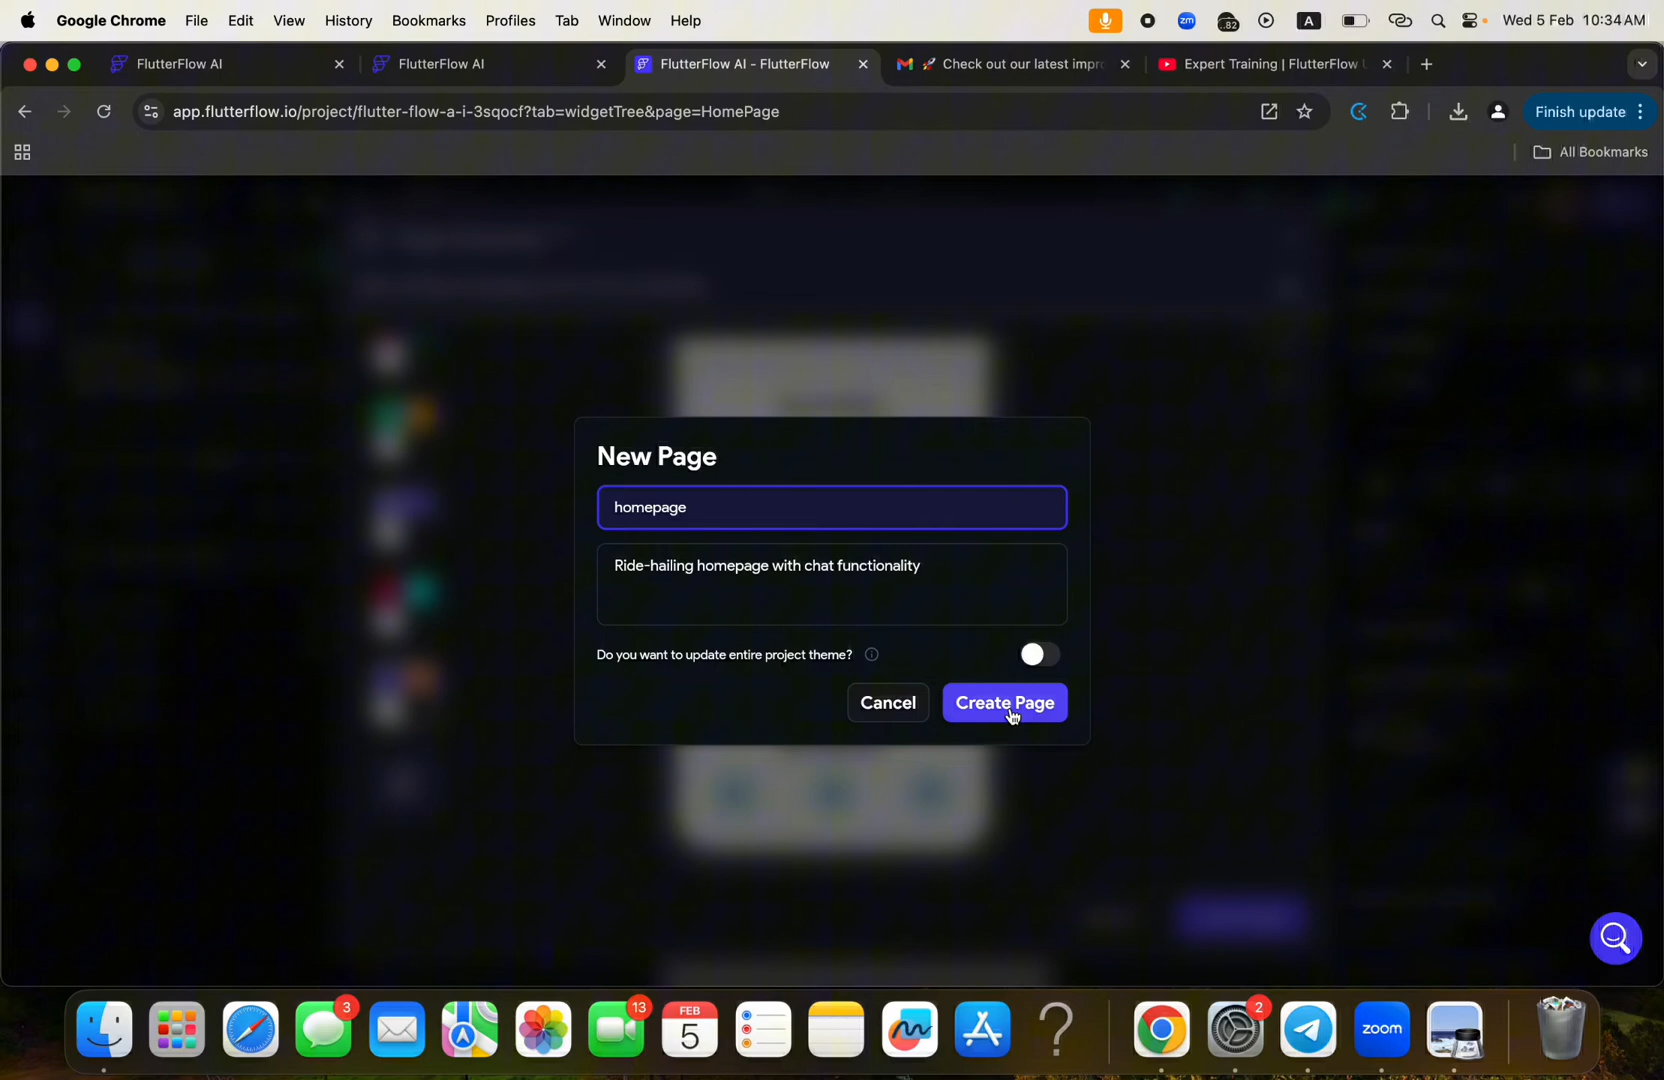 Google Chrome File Edit View History Bookmarks Profiles Tab Window Help zm .82 A Wed 5 Feb 10:34 AM
FlutterFlow AI FlutterFlow AI FlutterFlow AI - FlutterFlow Check out our latest impro Expert Training | FlutterFlow
app.flutterflow.io/project/flutter-flow-a-i-3sqocf?tab=widgetTree&page=HomePage Finish update
All Bookmarks
New Page
homepage
Ride-hailing homepage with chat functionality
Do you want to update entire project theme?
Cancel Create Page
3 13 FEB 5 2 zoom